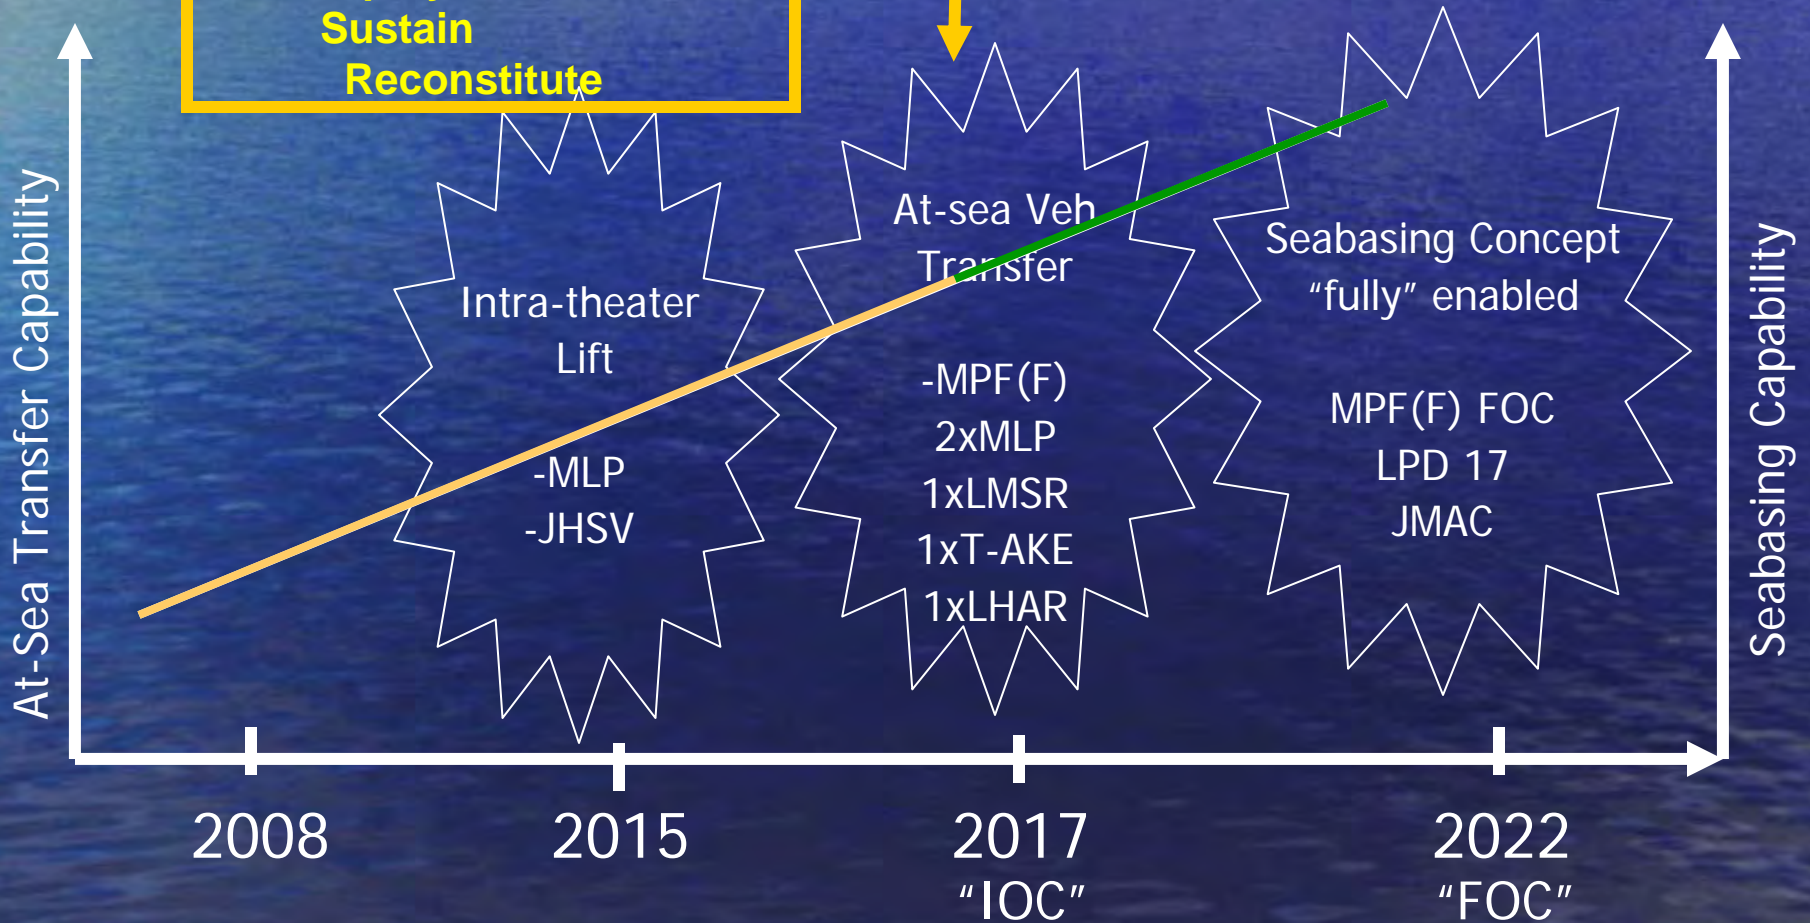 Sustain
Reconstitute
At-Sea Transfer Capability
Intra-theater
Lift
-MLP
-JHSV
At-sea Veh
Transfer
-MPF(F)
2xMLP
1xLMSR
1xT-AKE
1xLHAR
Seabasing Concept
“fully” enabled
MPF(F) FOC
LPD 17
JMAC
Seabasing Capability
2008
2015
2017
“IOC”
2022
“FOC”